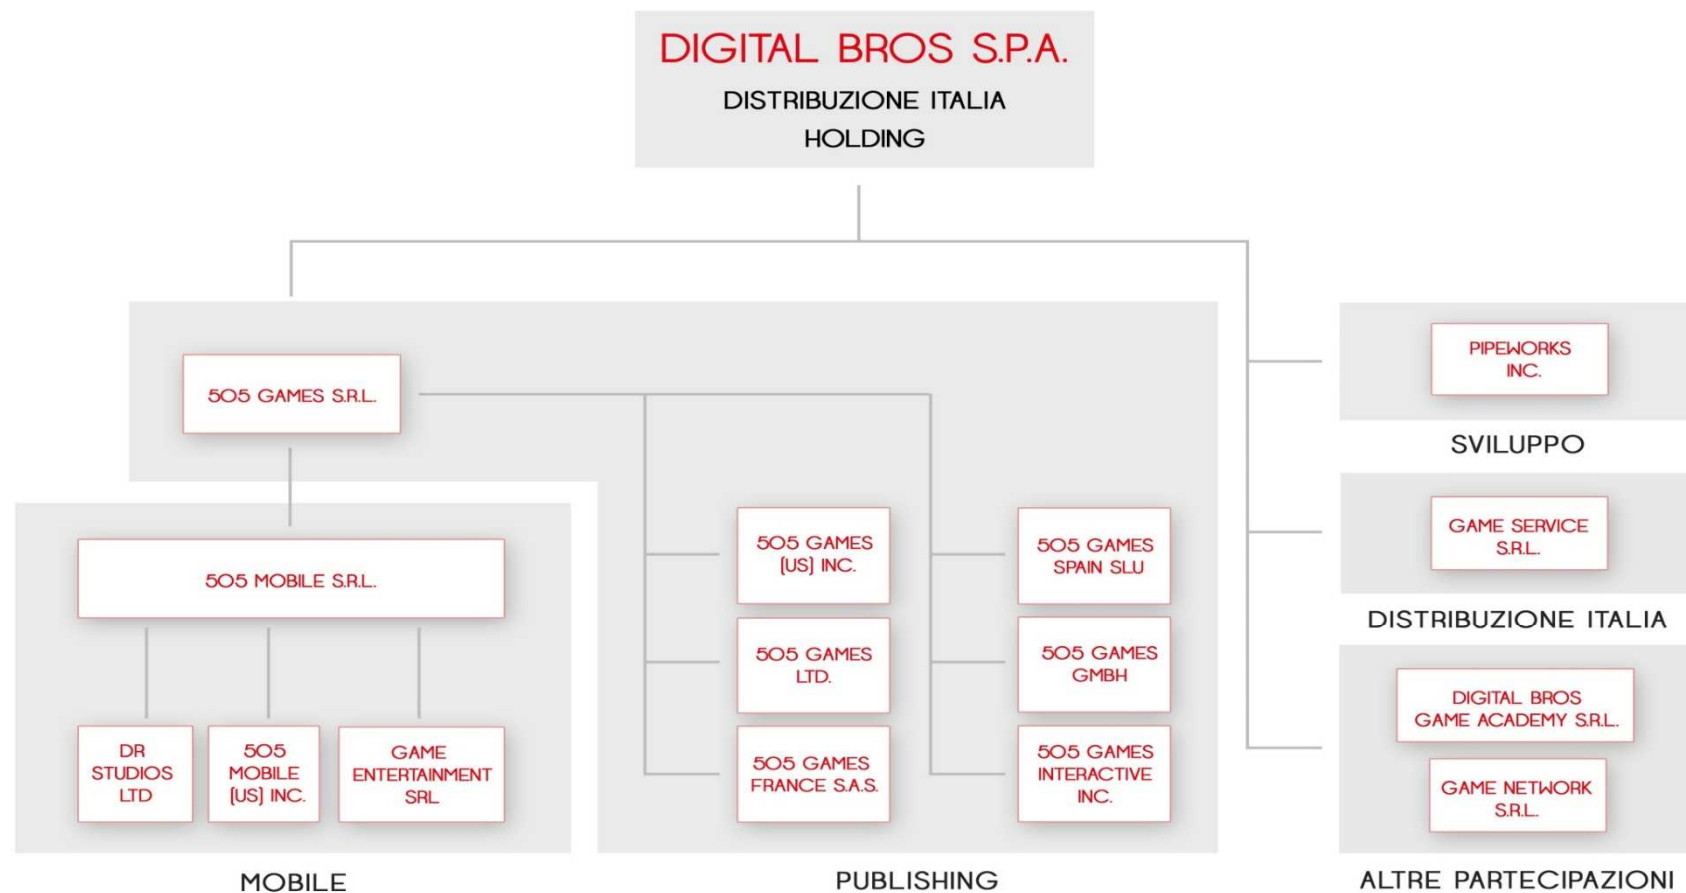 DIGITAL BROS S.P.A.
DISTRIBUZIONE ITALIA
HOLDING
505 GAMES S.R.L.
505 MOBILE S.R.L.
DR
STUDIOS
LTD
505
MOBILE
(US) INC.
GAME
ENTERTAINMENT
SRL
MOBILE
505 GAMES
(US) INC.
505 GAMES
LTD.
505 GAMES
FRANCE S.A.S.
505 GAMES
SPAIN SLU
505 GAMES
GMBH
505 GAMES
INTERACTIVE
INC.
PUBLISHING
PIPEWORKS
INC.
SVILUPPO
GAME SERVICE
S.R.L.
DISTRIBUZIONE ITALIA
DIGITAL BROS
GAME ACADEMY S.R.L.
GAME NETWORK
S.R.L.
ALTRE PARTECIPAZIONI